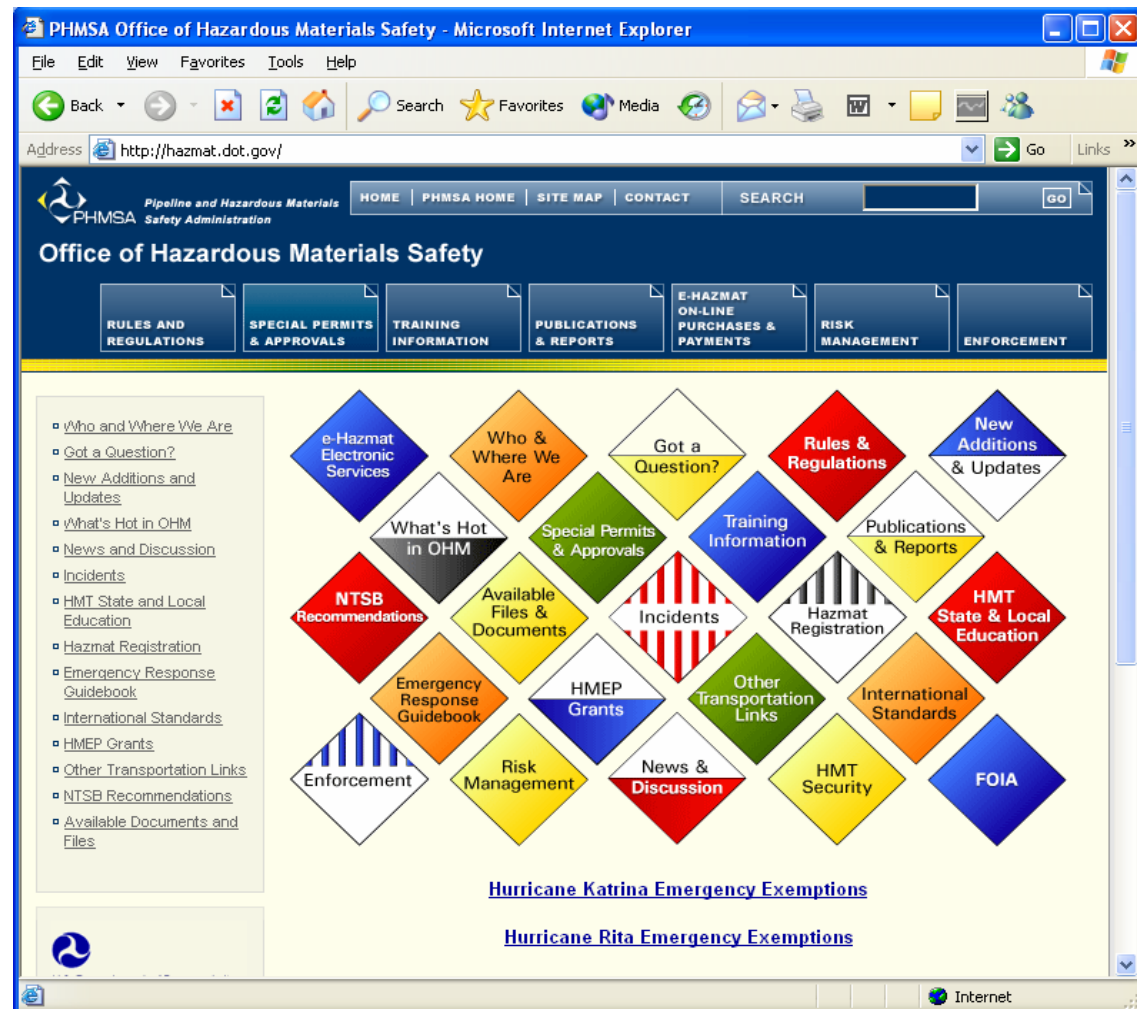 PHMSA Office of Hazardous Materials Safety - Microsoft Internet Explorer
File Edit View Favorites Tools Help
Back Search Favorites Media
Address http://hazmat.dot.gov/ Go Links »
PHMSA Pipeline and Hazardous Materials
Safety Administration
HOME | PHMSA HOME | SITE MAP | CONTACT SEARCH GO
Office of Hazardous Materials Safety
RULES AND
REGULATIONS
SPECIAL PERMITS
& APPROVALS
TRAINING
INFORMATION
PUBLICATIONS
& REPORTS
E-HAZMAT
ON-LINE
PURCHASES &
PAYMENTS
RISK
MANAGEMENT
ENFORCEMENT
Who and Where We Are
Got a Question?
New Additions and
Updates
What's Hot in OHM
News and Discussion
Incidents
HMT State and Local
Education
Hazmat Registration
Emergency Response
Guidebook
International Standards
HMEP Grants
Other Transportation Links
NTSB Recommendations
Available Documents and
Files
e-Hazmat
Electronic
Services
Who &
Where We
Are
Got a
Question?
Rules &
Regulations
New
Additions
& Updates
What's Hot
in OHM
Special Permits
& Approvals
Training
Information
Publications
& Reports
NTSB
Recommendations
Available
Files &
Documents
Incidents
Hazmat
Registration
HMT
State & Local
Education
Emergency
Response
Guidebook
HMEP
Grants
Other
Transportation
Links
International
Standards
Enforcement
Risk
Management
News &
Discussion
HMT
Security
FOIA
Hurricane Katrina Emergency Exemptions
Hurricane Rita Emergency Exemptions
Internet